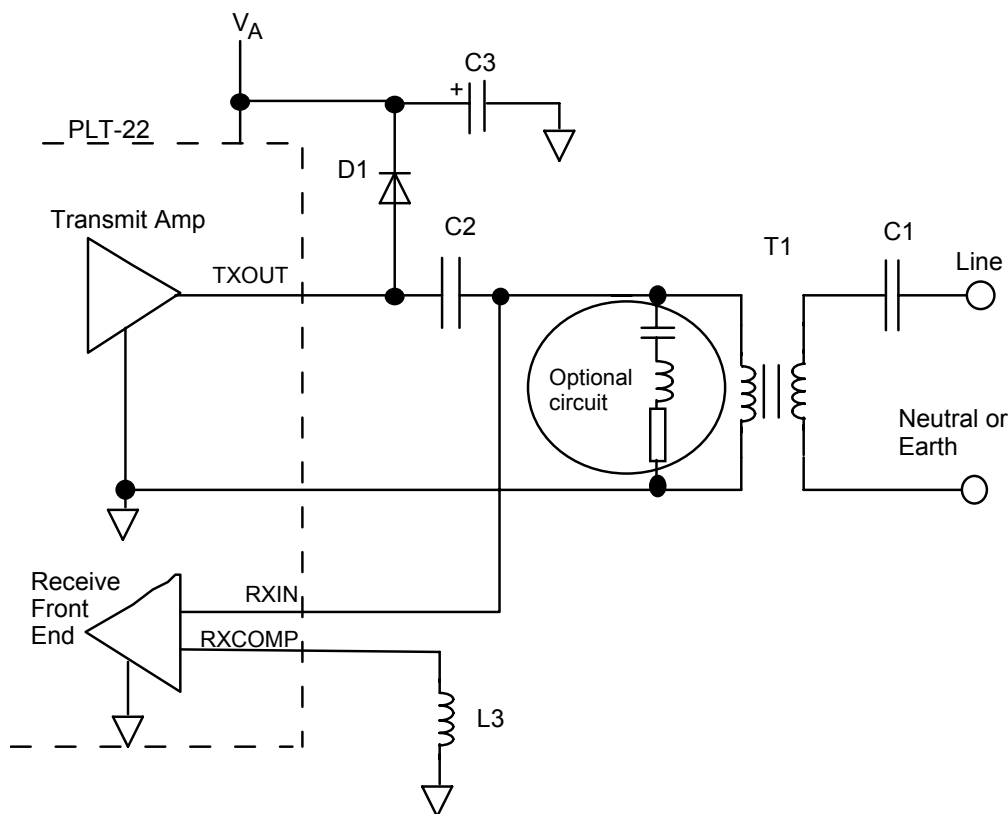 VA
C3
+
PLT-22
D1
Transmit Amp
C2
T1
C1
TXOUT
Line
Optional
circuit
Neutral or
Earth
Receive
Front
End
RXIN
RXCOMP
L3